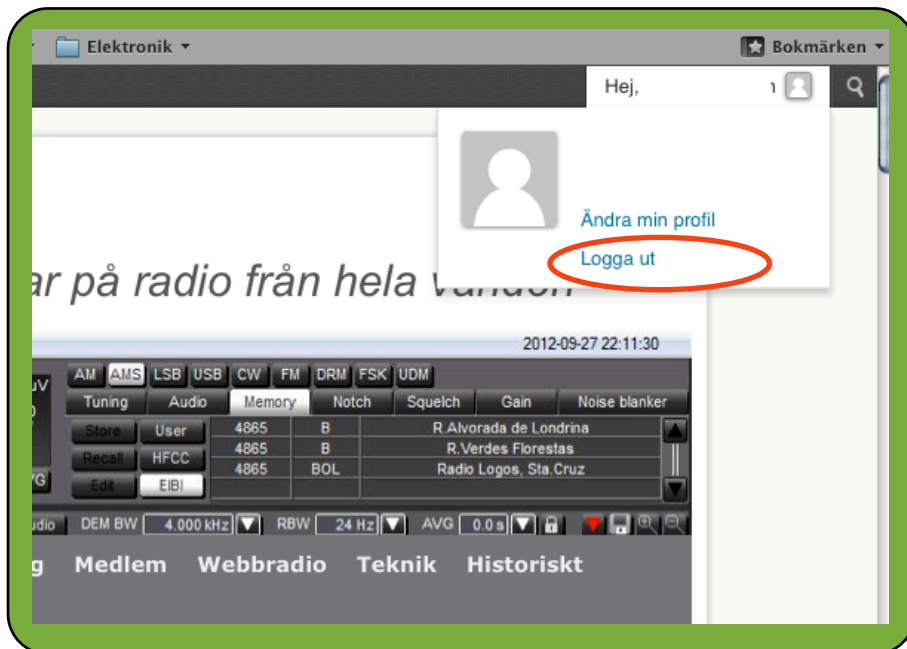 Elektronik
Bokmärken
Hej,
Ändra min profil
Logga ut
på radio från hela
2012-09-27 22:11:30
AM AMS LSB USB CW FM DRM FSK UDM
Tuning Audio Memory Notch Squelch Gain Noise blanker
Store User 4865 B R.Alvorada de Londrina
Recall HFCC 4865 B R.Verdes Florestas
4865 BOL Radio Logos, Sta.Cruz
Edit EIBI
DEM BW 4.000 kHz RBW 24 Hz AVG 0.0 s
Medlem Webbradio Teknik Historiskt